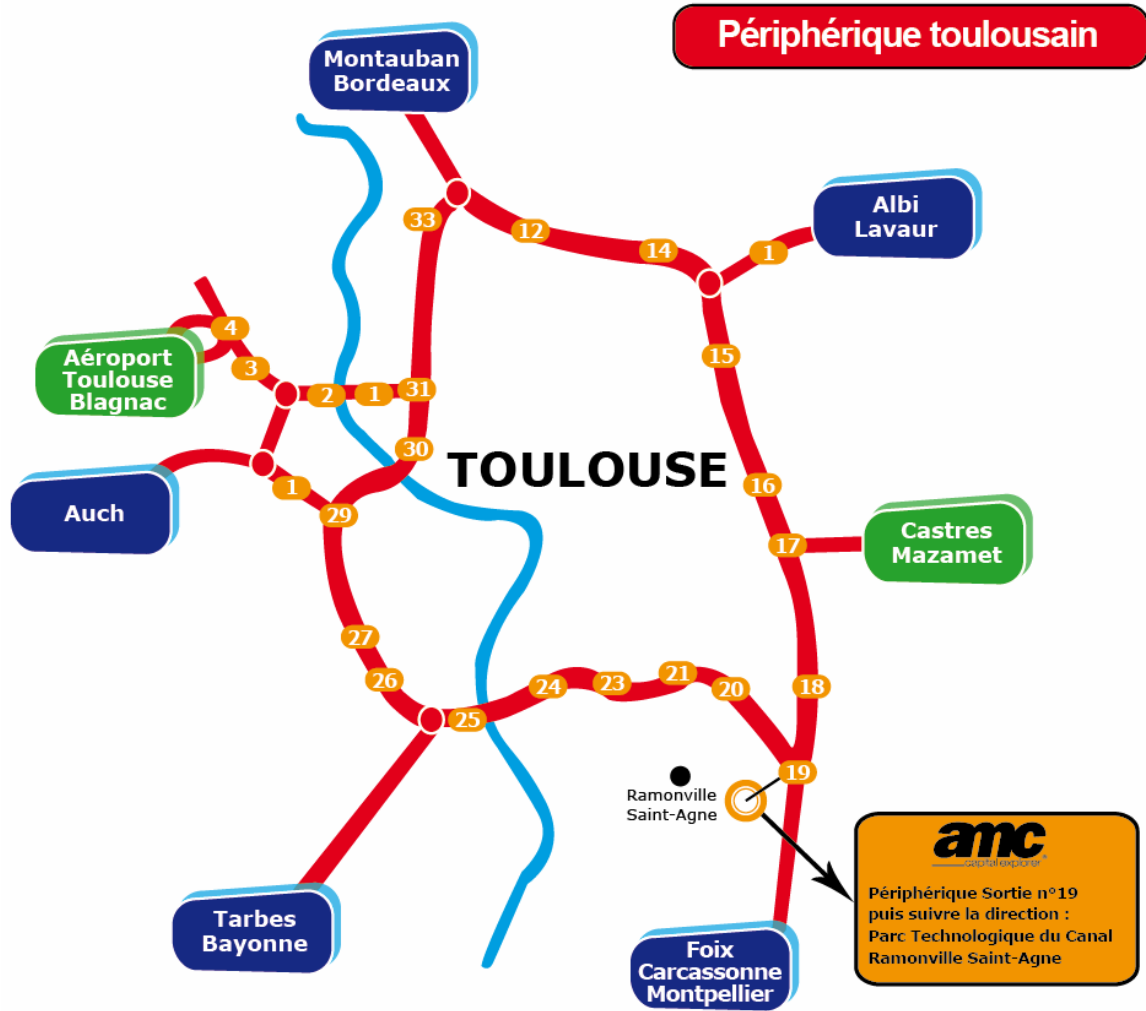 Périphérique toulousain
Montauban
Bordeaux
Albi
Lavaur
33
12
14
1
4
3
Aéroport
Toulouse
Blagnac
2
1
31
15
30
TOULOUSE
Auch
1
29
16
17
Castres
Mazamet
27
26
25
24
23
21
20
18
19
Ramonville
Saint-Agne
amc
capital explorer
Périphérique Sortie n°19
puis suivre la direction :
Parc Technologique du Canal
Ramonville Saint-Agne
Tarbes
Bayonne
Foix
Carcassonne
Montpellier